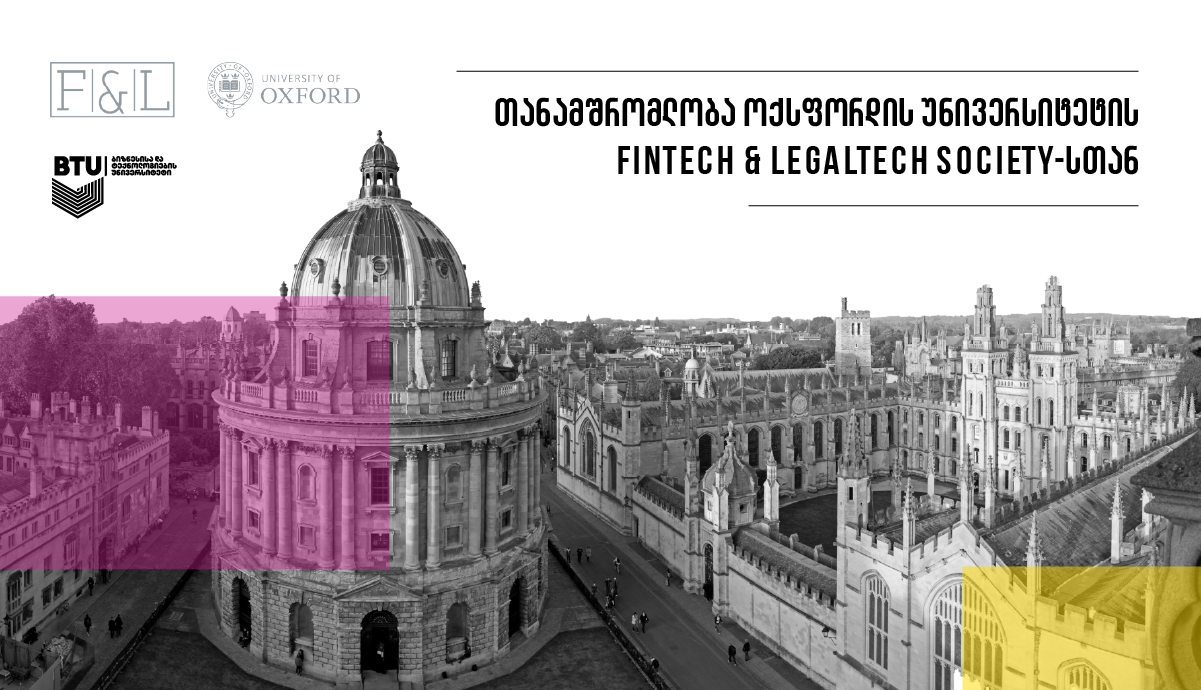 F|&|L
UNIVERSITY OF
OXFORD
BTU
ბიზნესისა და
ტექნოლოგიების
უნივერსიტეტი
თანამშრომლობა ოქსფორდის უნივერსიტეტის
FINTECH & LEGALTECH SOCIETY-სთან